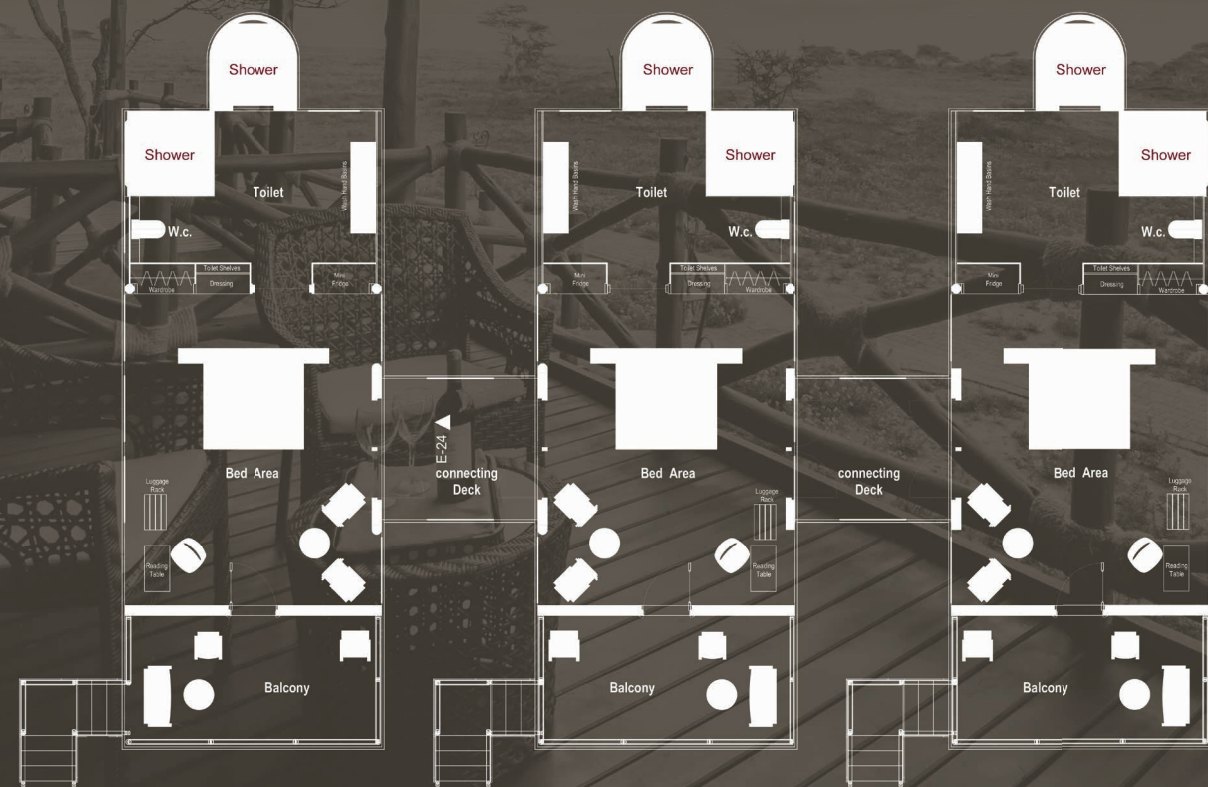 Shower
Shower
Toilet
Wash Hand Basins
W.c.
Toilet Shelves
Dressing
Wardrobe
Mini
Fridge
Bed Area
Luggage
Rack
Reading
Table
Balcony
E-24
connecting
Deck
Shower
Shower
Toilet
Wash Hand Basins
W.c.
Mini
Fridge
Toilet Shelves
Dressing
Wardrobe
Bed Area
Luggage
Rack
Reading
Table
Balcony
connecting
Deck
Shower
Shower
Toilet
Wash Hand Basins
W.c.
Mini
Fridge
Toilet Shelves
Dressing
Wardrobe
Bed Area
Luggage
Rack
Reading
Table
Balcony